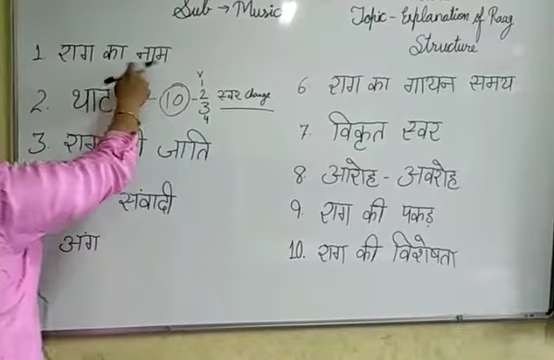 Sub → Music
Topic - Explanation of Raag
Structure
1 राग का नाम
2. थाट - 10 - 1 2 3 4 स्वर change
3. जाति
संवादी
अंग
6. राग का गायन समय
7. विकृत स्वर
8. आरोह - अवरोह
9. राग की पकड़
10. राग की विशेषता